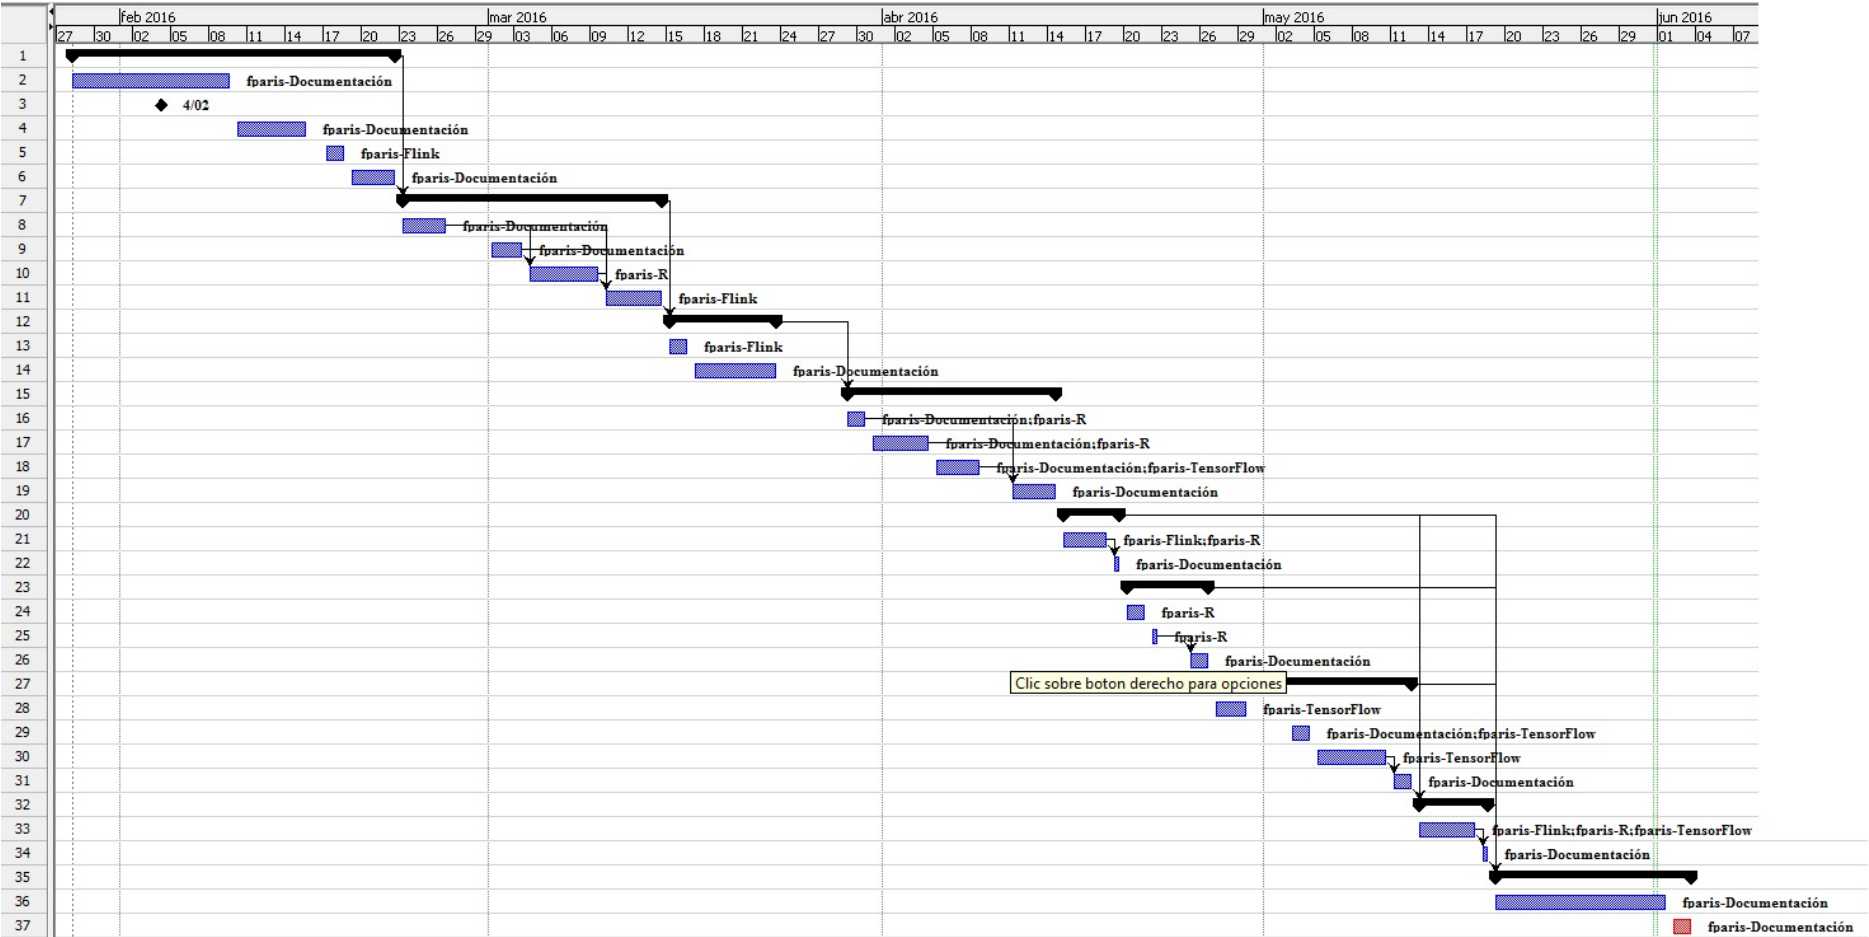 feb 2016 mar 2016 abr 2016 may 2016 jun 2016
27 30 02 05 08 11 14 17 20 23 26 29 03 06 09 12 15 18 21 24 27 30 02 05 08 11 14 17 20 23 26 29 02 05 08 11 14 17 20 23 26 29 01 04 07
1
2 fparis-Documentación
3 4/02
4 fparis-Documentación
5 fparis-Flink
6 fparis-Documentación
7
8 fparis-Documentación
9 fparis-Documentación
10 fparis-R
11 fparis-Flink
12
13 fparis-Flink
14 fparis-Documentación
15
16 fparis-Documentación;fparis-R
17 fparis-Documentación;fparis-R
18 fparis-Documentación;fparis-TensorFlow
19 fparis-Documentación
20
21 fparis-Flink;fparis-R
22 fparis-Documentación
23
24 fparis-R
25 fparis-R
26 fparis-Documentación
27 Clic sobre boton derecho para opciones
28 fparis-TensorFlow
29 fparis-Documentación;fparis-TensorFlow
30 fparis-TensorFlow
31 fparis-Documentación
32
33 fparis-Flink;fparis-R;fparis-TensorFlow
34 fparis-Documentación
35
36 fparis-Documentación
37 fparis-Documentación